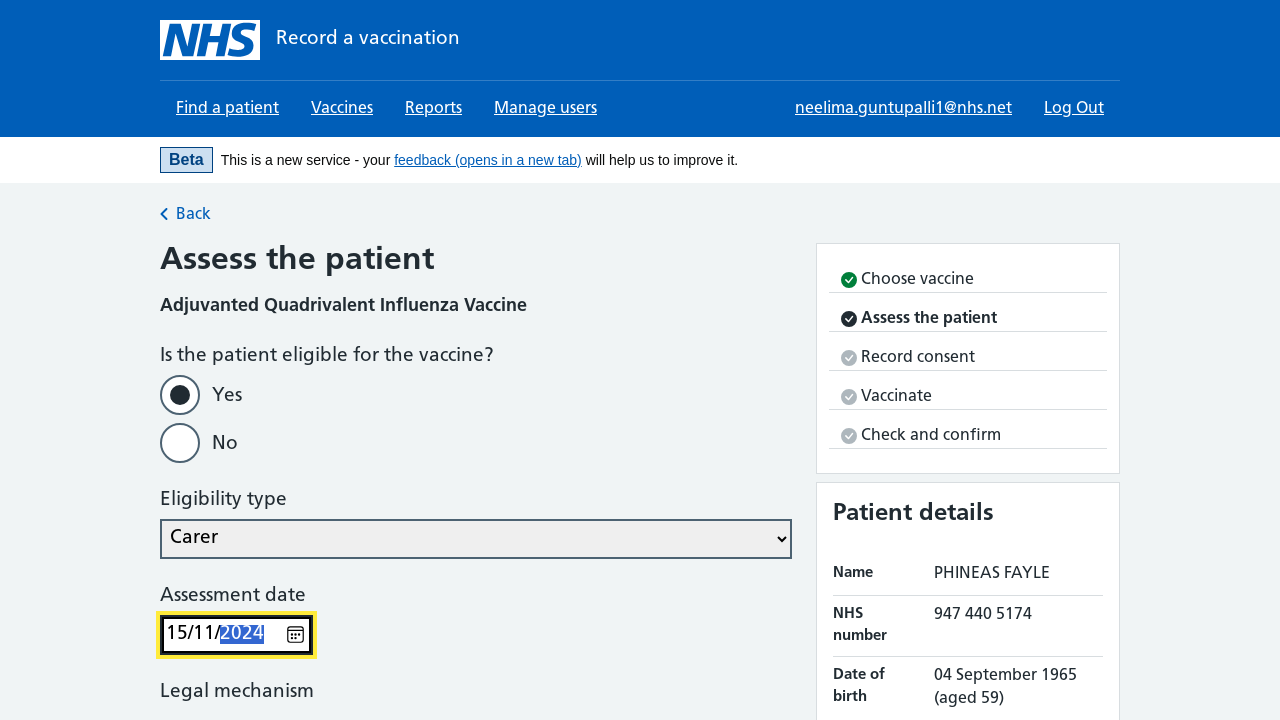 NHS Record a vaccination
Find a patient Vaccines Reports Manage users neelima.guntupalli1@nhs.net Log Out
Beta This is a new service - your feedback (opens in a new tab) will help us to improve it.
Back
Assess the patient
Adjuvanted Quadrivalent Influenza Vaccine
Is the patient eligible for the vaccine?
Yes
No
Eligibility type
Carer
Assessment date
15/11/2024
Legal mechanism
Choose vaccine
Assess the patient
Record consent
Vaccinate
Check and confirm
Patient details
Name PHINEAS FAYLE
NHS number 947 440 5174
Date of birth 04 September 1965
(aged 59)